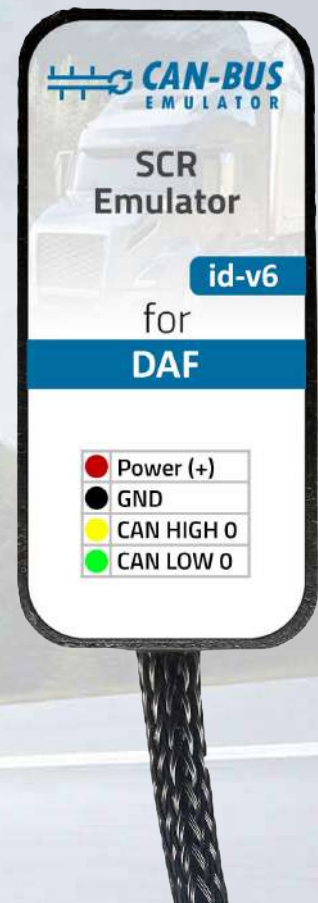 CAN-BUS
EMULATOR
SCR
Emulator
id-v6
for
DAF
Power (+)
GND
CAN HIGH 0
CAN LOW 0